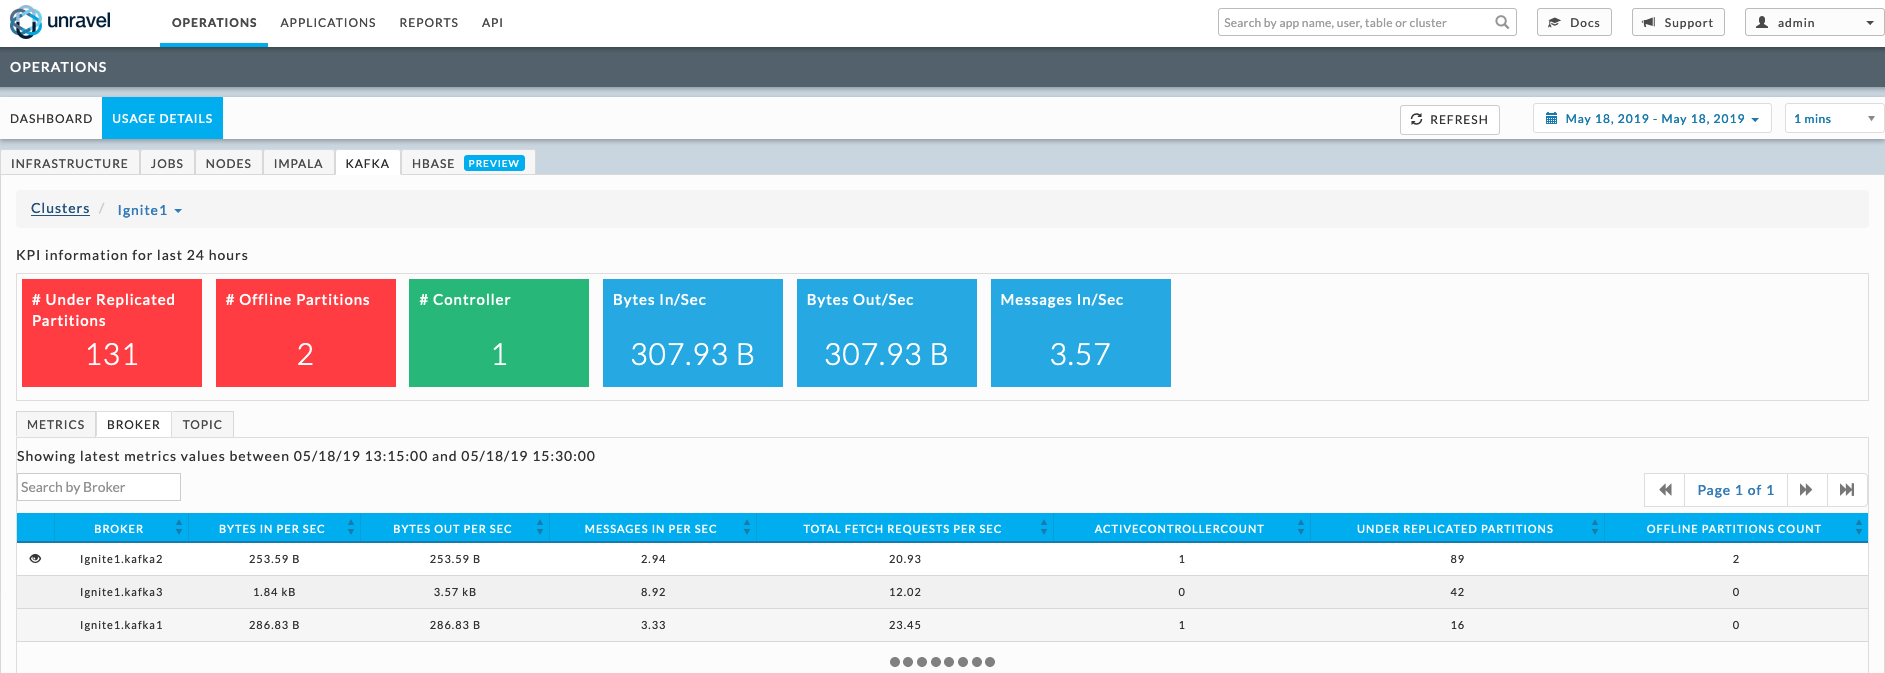 unravel OPERATIONS APPLICATIONS REPORTS API Search by app name, user, table or cluster Docs Support admin
OPERATIONS
DASHBOARD USAGE DETAILS REFRESH May 18, 2019 - May 18, 2019 1 mins
INFRASTRUCTURE JOBS NODES IMPALA KAFKA HBASE PREVIEW
Clusters / Ignite1
KPI information for last 24 hours
# Under Replicated Partitions 131
# Offline Partitions 2
# Controller 1
Bytes In/Sec 307.93 B
Bytes Out/Sec 307.93 B
Messages In/Sec 3.57
METRICS BROKER TOPIC
Showing latest metrics values between 05/18/19 13:15:00 and 05/18/19 15:30:00
Search by Broker Page 1 of 1
BROKER BYTES IN PER SEC BYTES OUT PER SEC MESSAGES IN PER SEC TOTAL FETCH REQUESTS PER SEC ACTIVECONTROLLERCOUNT UNDER REPLICATED PARTITIONS OFFLINE PARTITIONS COUNT
Ignite1.kafka2 253.59 B 253.59 B 2.94 20.93 1 89 2
Ignite1.kafka3 1.84 kB 3.57 kB 8.92 12.02 0 42 0
Ignite1.kafka1 286.83 B 286.83 B 3.33 23.45 1 16 0